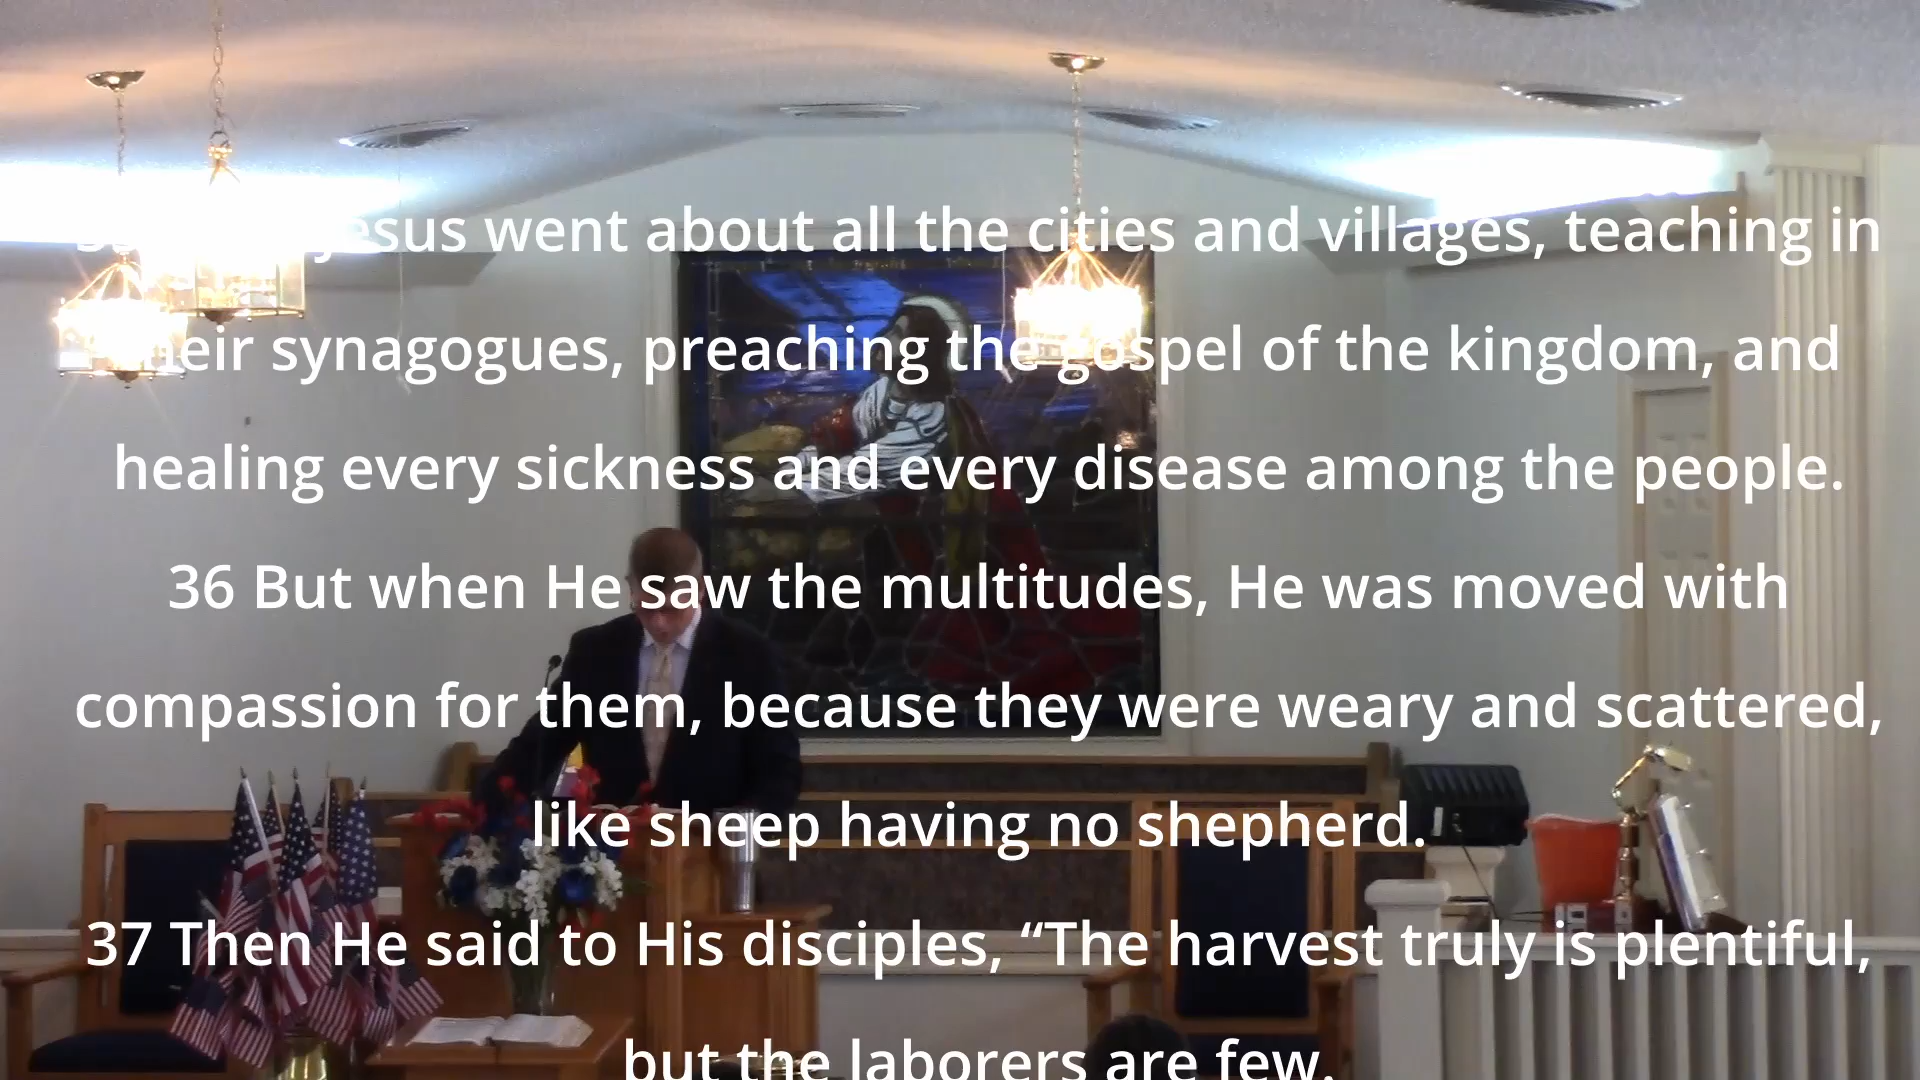 Jesus went about all the cities and villages, teaching in
their synagogues, preaching the gospel of the kingdom, and
healing every sickness and every disease among the people.
36 But when He saw the multitudes, He was moved with
compassion for them, because they were weary and scattered,
like sheep having no shepherd.
37 Then He said to His disciples, “The harvest truly is plentiful,
but the laborers are few.